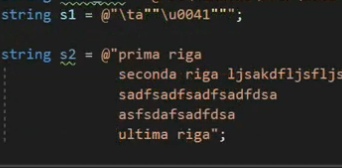 string s1 = @"\ta""\u0041""";
string s2 = @"prima riga
seconda riga ljsakdfljsfljs
sadfsadfsadfsadfdsa
asfsdafsadfdsa
ultima riga";